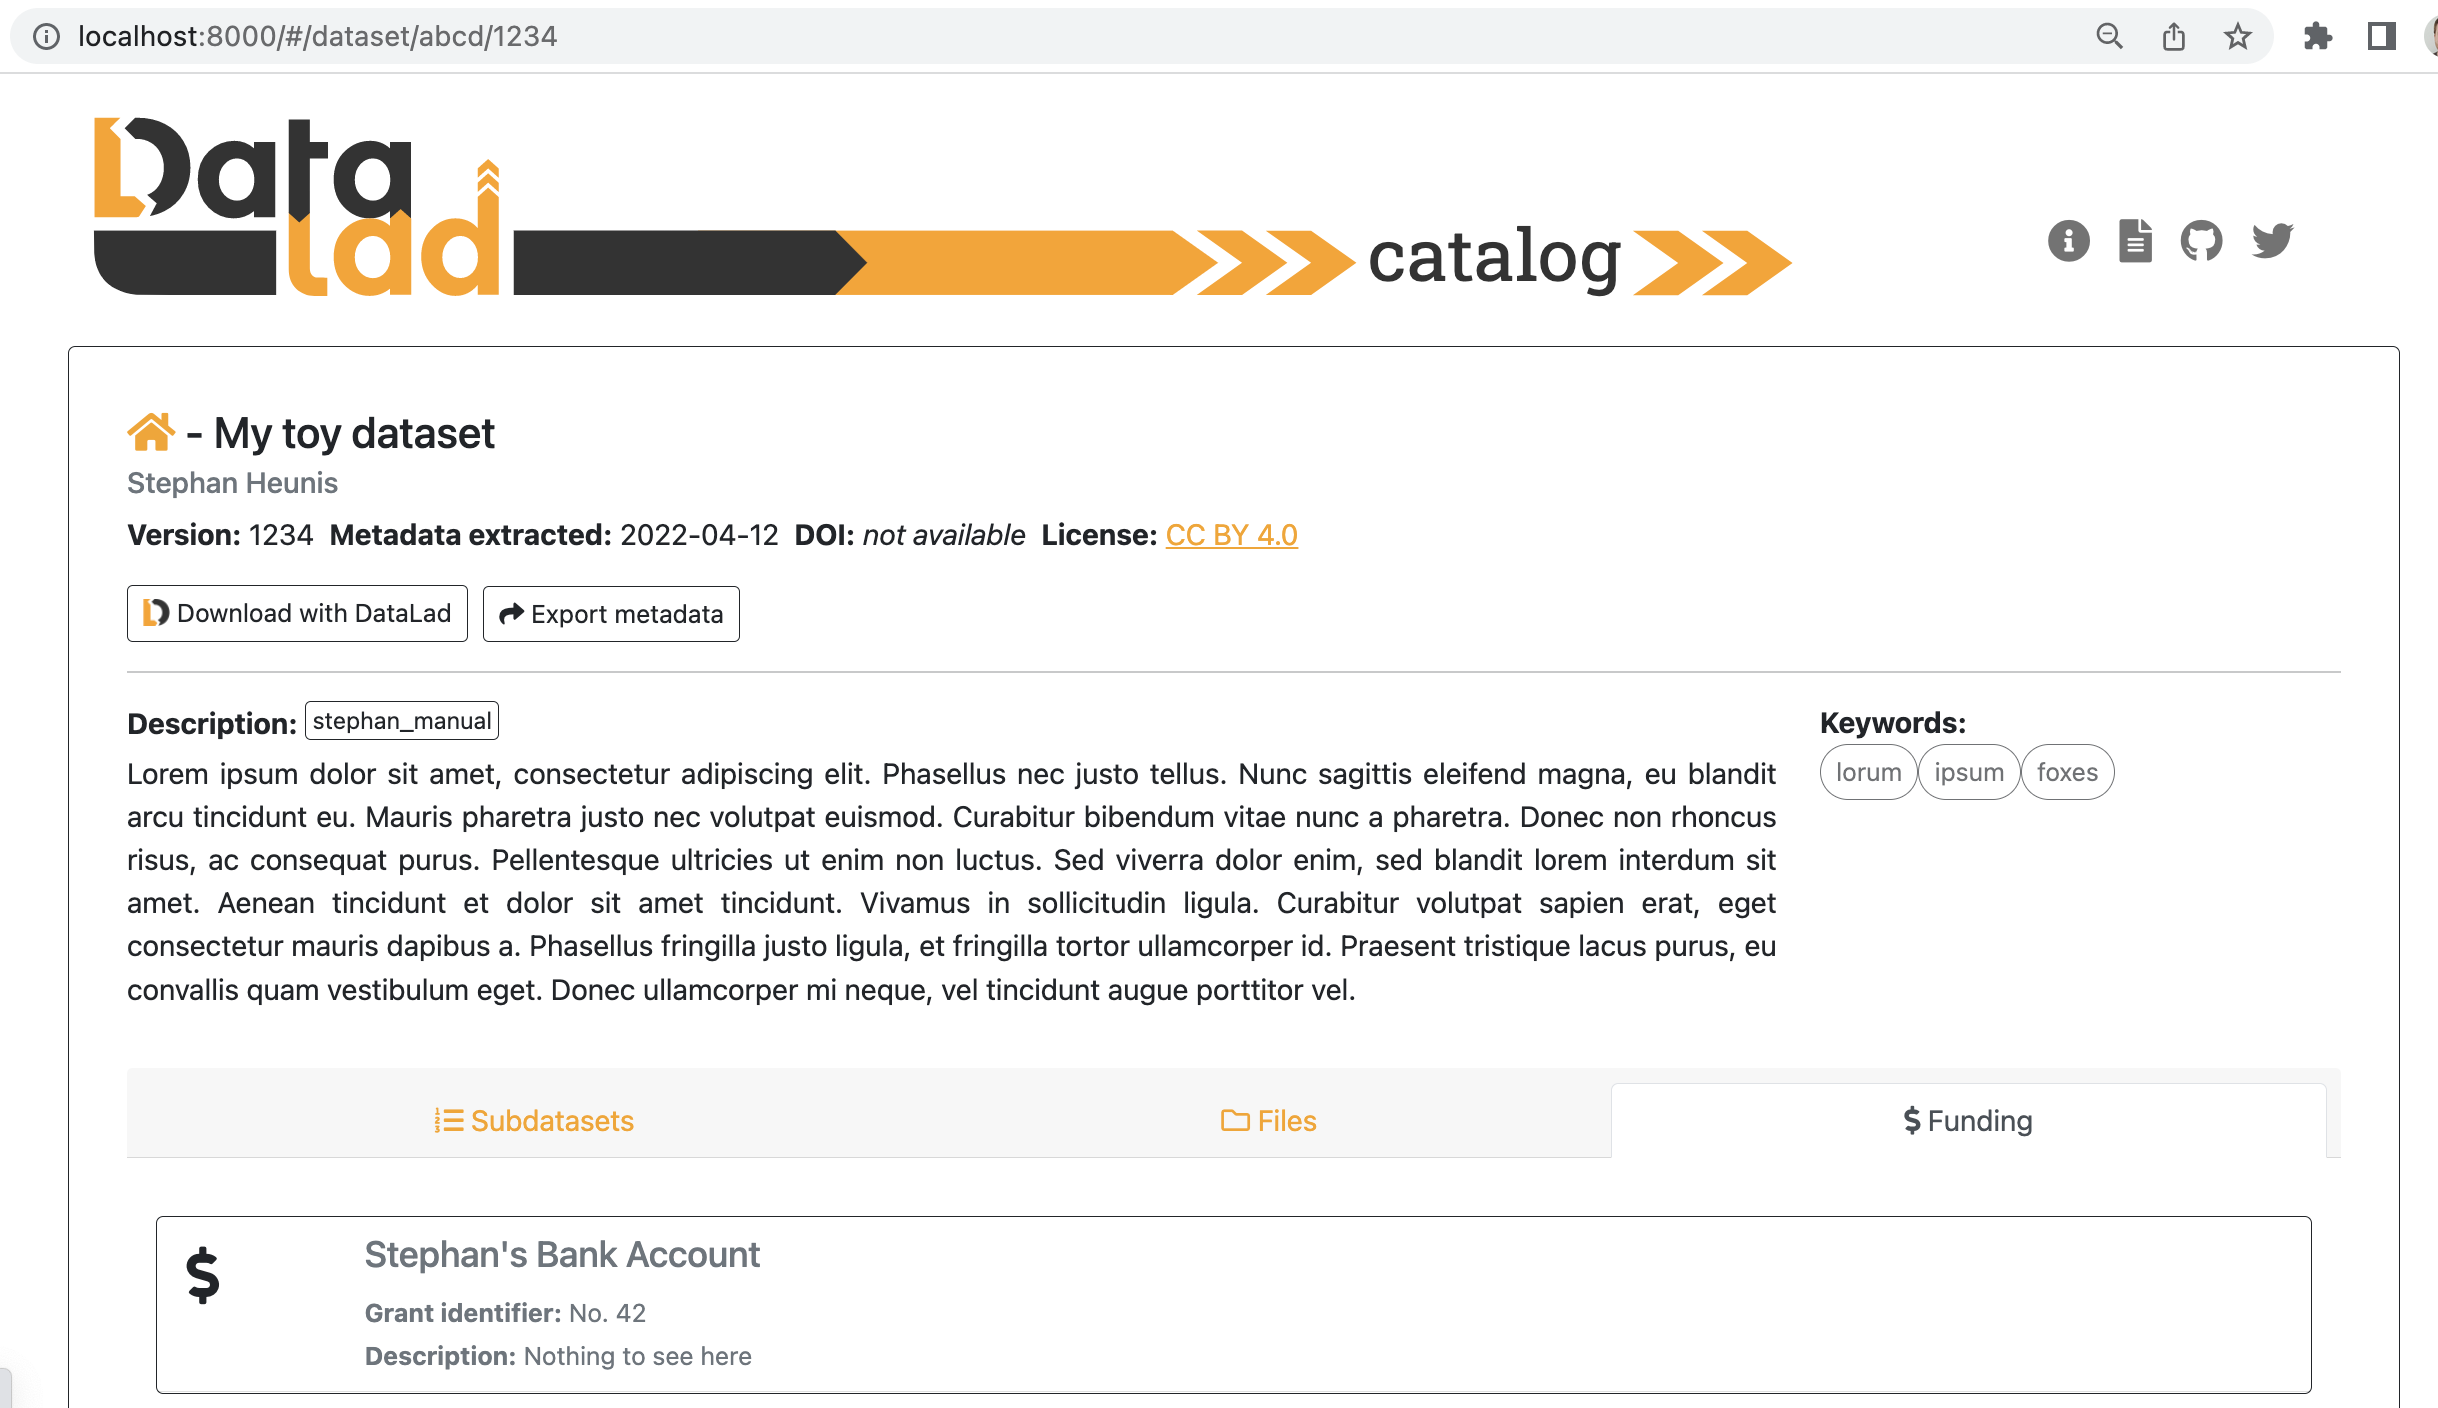 localhost:8000/#/dataset/abcd/1234
Data
lad
catalog
- My toy dataset
Stephan Heunis
Version: 1234 Metadata extracted: 2022-04-12 DOI: not available License: CC BY 4.0
Download with DataLad Export metadata
Description: stephan_manual
Lorem ipsum dolor sit amet, consectetur adipiscing elit. Phasellus nec justo tellus. Nunc sagittis eleifend magna, eu blandit
arcu tincidunt eu. Mauris pharetra justo nec volutpat euismod. Curabitur bibendum vitae nunc a pharetra. Donec non rhoncus
risus, ac consequat purus. Pellentesque ultricies ut enim non luctus. Sed viverra dolor enim, sed blandit lorem interdum sit
amet. Aenean tincidunt et dolor sit amet tincidunt. Vivamus in sollicitudin ligula. Curabitur volutpat sapien erat, eget
consectetur mauris dapibus a. Phasellus fringilla justo ligula, et fringilla tortor ullamcorper id. Praesent tristique lacus purus, eu
convallis quam vestibulum eget. Donec ullamcorper mi neque, vel tincidunt augue porttitor vel.
Keywords:
lorum ipsum foxes
Subdatasets Files $ Funding
$
Stephan's Bank Account
Grant identifier: No. 42
Description: Nothing to see here